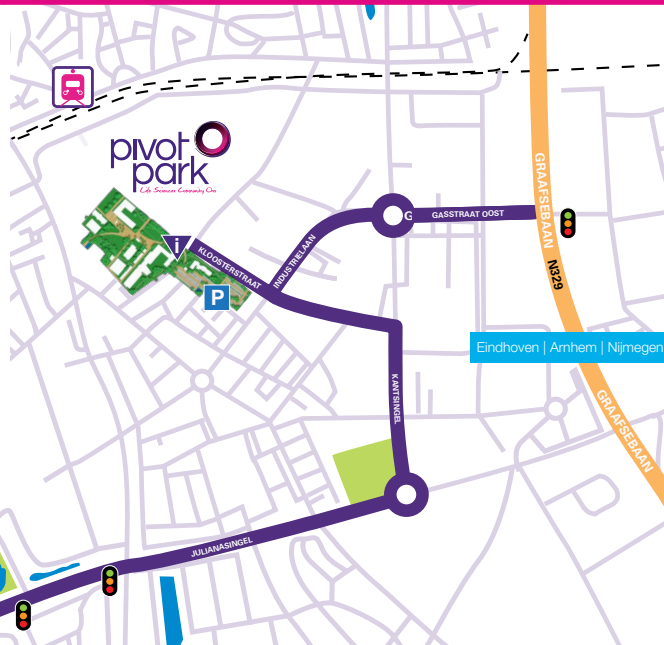 pivot
park
Life Sciences Community Oss
i
KLOOSTERSTRAAT
P
INDUSTRIELAAN
G
GASSTRAAT OOST
GRAAFSEBAAN
N329
Eindhoven | Arnhem | Nijmegen
GRAAFSEBAAN
KANTSINGEL
JULIANASINGEL